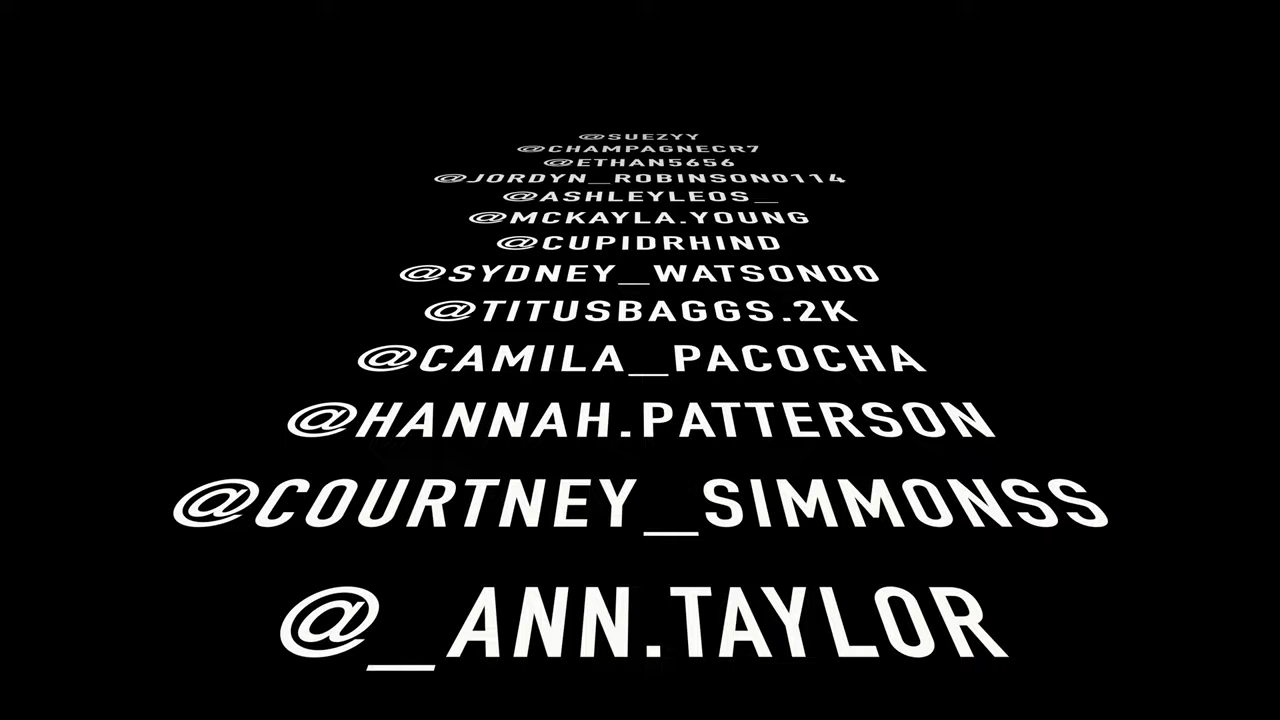 @SUEZYY
@CHAMPAGNECR7
@ETHAN5656
@JORDYN_ROBINSON0114
@ASHLEYLEOS_
@MCKAYLA.YOUNG
@CUPIDRHIND
@SYDNEY_WATSON00
@TITUSBAGGS.2K
@CAMILA_PACOCHA
@HANNAH.PATTERSON
@COURTNEY_SIMMONSS
@_ANN.TAYLOR